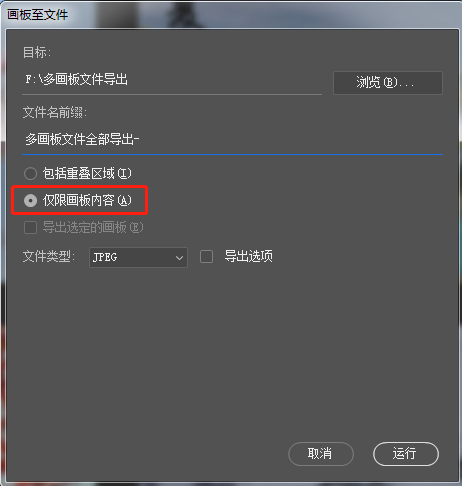 画板至文件
目标:
F:\多画板文件导出
浏览(B)...
文件名前缀:
多画板文件全部导出-
包括重叠区域(I)
仅限画板内容(A)
导出选定的画板(E)
文件类型: JPEG 导出选项
取消 运行